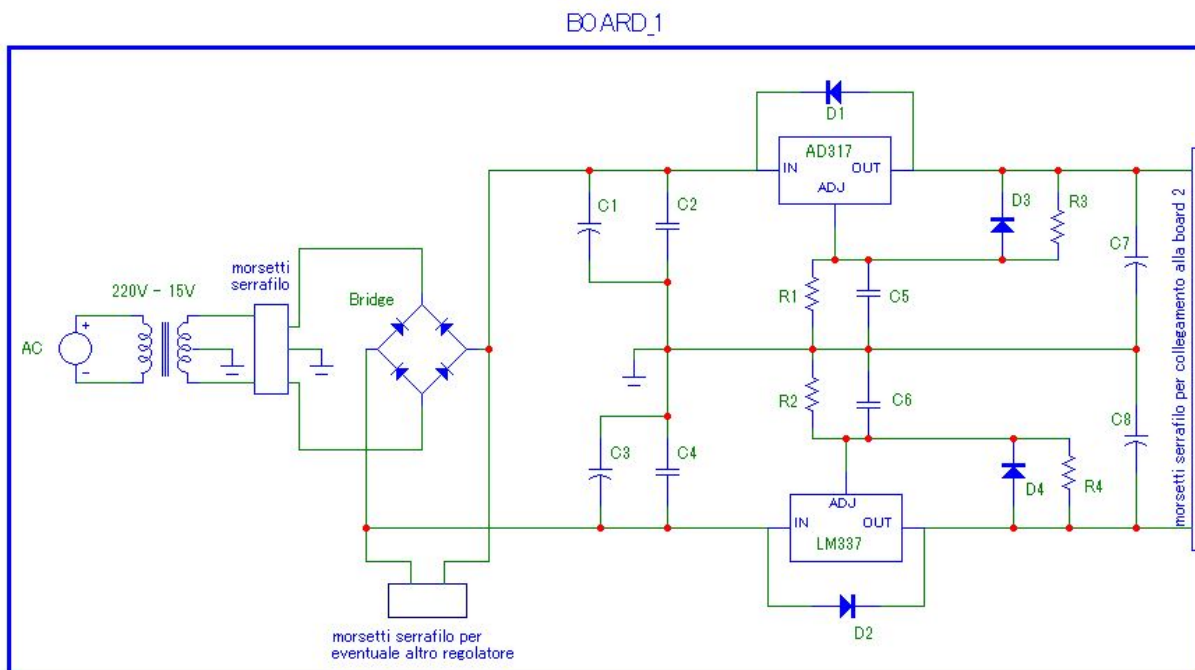 BOARD_1
D1
AD317
IN
OUT
ADJ
C1
C2
D3
R3
C7
morsetti serrafilo per collegamento alla board 2
morsetti
serrafilo
220V - 15V
Bridge
R1
C5
AC
+
-
R2
C6
C8
C3
C4
D4
R4
ADJ
IN
OUT
LM337
D2
morsetti serrafilo per
eventuale altro regolatore